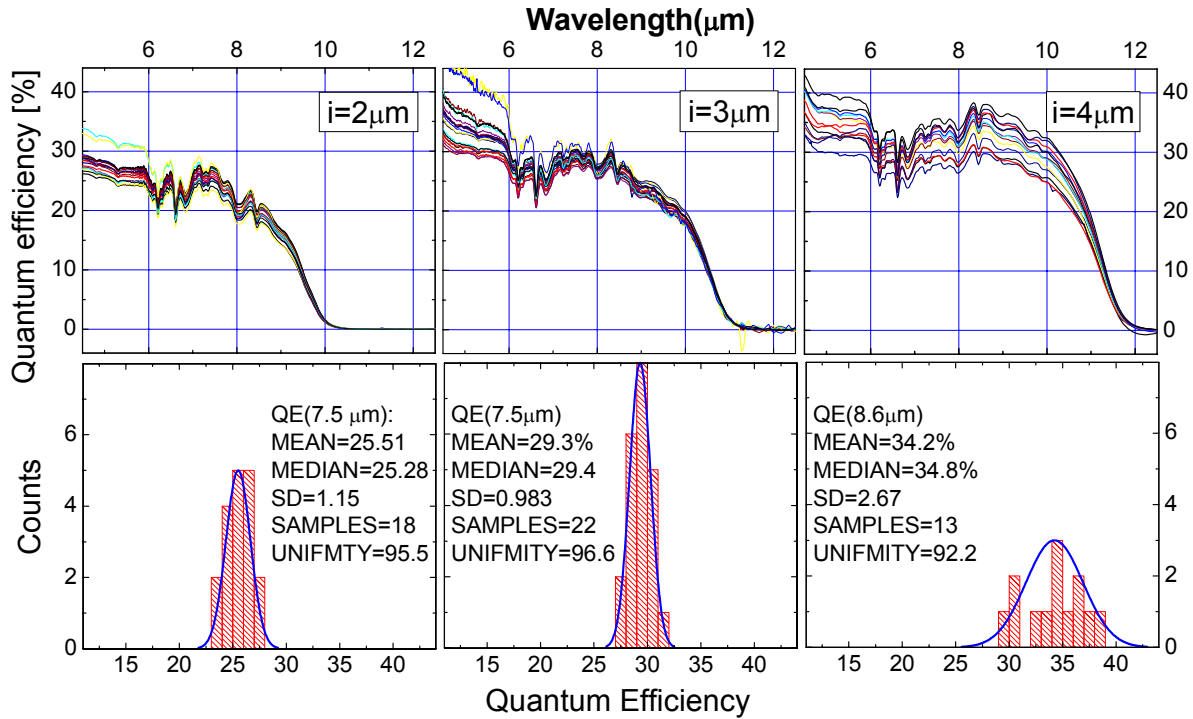 Wavelength(μm)
6 8 10 12 6 8 10 12 6 8 10 12
Quantum efficiency [%]
40
30
20
10
0
i=2μm
i=3μm
i=4μm
40
30
20
10
0
Counts
6
4
2
0
QE(7.5 μm):
MEAN=25.51
MEDIAN=25.28
SD=1.15
SAMPLES=18
UNIFMTY=95.5
QE(7.5μm)
MEAN=29.3%
MEDIAN=29.4
SD=0.983
SAMPLES=22
UNIFMITY=96.6
QE(8.6μm)
MEAN=34.2%
MEDIAN=34.8%
SD=2.67
SAMPLES=13
UNIFMITY=92.2
6
4
2
0
15 20 25 30 35 40 15 20 25 30 35 40 15 20 25 30 35 40
Quantum Efficiency